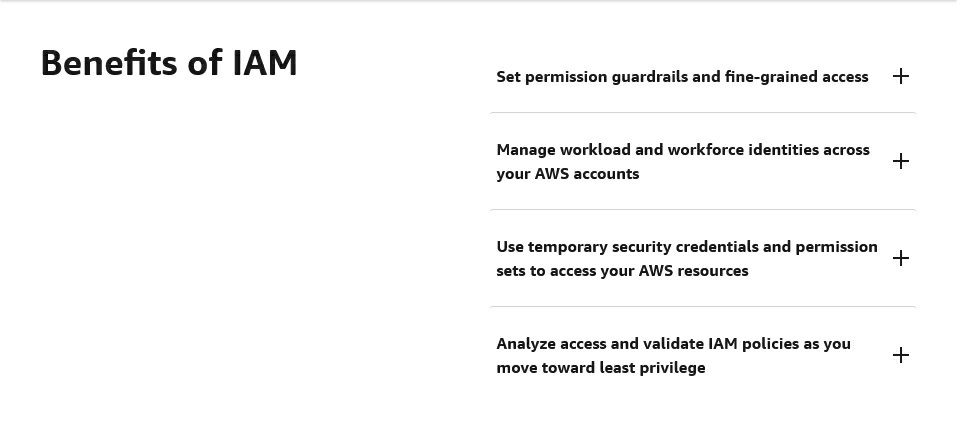 Benefits of IAM
Set permission guardrails and fine-grained access
Manage workload and workforce identities across
your AWS accounts
Use temporary security credentials and permission
sets to access your AWS resources
Analyze access and validate IAM policies as you
move toward least privilege